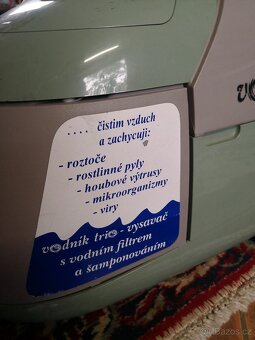 ..... čistím vzduch
a zachycuji:
- roztoče
- rostlinné pyly
- houbové výtrusy
- mikroorganizmy
- viry
vodník trio - vysavač
s vodním filtrem
a šamponováním